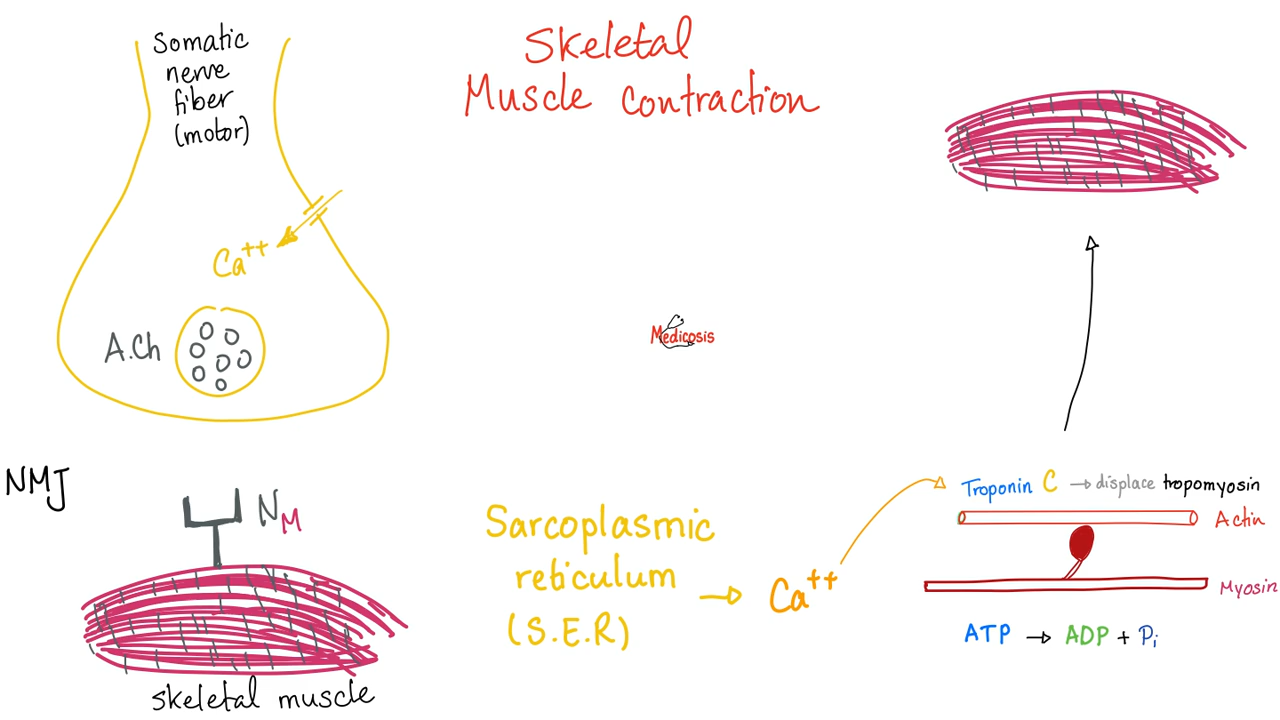 Skeletal
Muscle contraction
Somatic
nerve
fiber
(motor)
Ca++
A.Ch
Medicosis
NMJ
NM
skeletal muscle
Sarcoplasmic
reticulum
(S.E.R)
→ Ca++
Troponin C → displace tropomyosin
Actin
Myosin
ATP → ADP + Pi